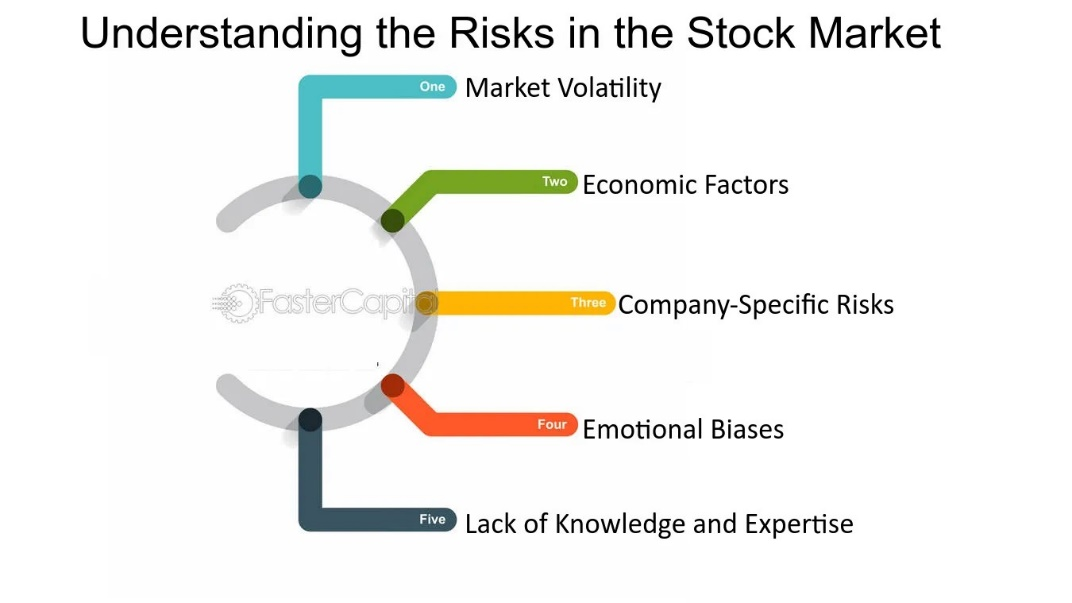 Understanding the Risks in the Stock Market
One Market Volatility
Two Economic Factors
FasterCapital
Three Company-Specific Risks
Four Emotional Biases
Five Lack of Knowledge and Expertise